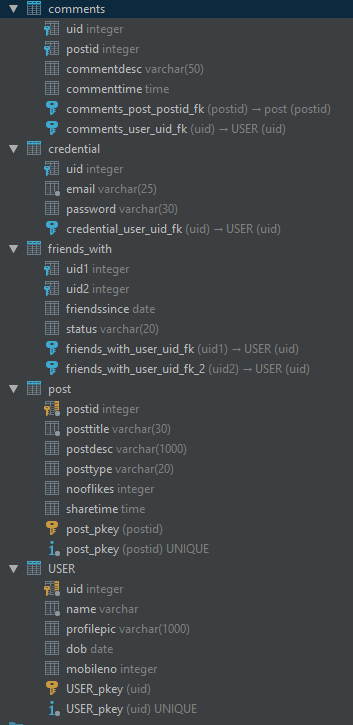 comments
uid integer
postid integer
commentdesc varchar(50)
commenttime time
comments_post_postid_fk (postid) → post (postid)
comments_user_uid_fk (uid) → USER (uid)
credential
uid integer
email varchar(25)
password varchar(30)
credential_user_uid_fk (uid) → USER (uid)
friends_with
uid1 integer
uid2 integer
friendssince date
status varchar(20)
friends_with_user_uid_fk (uid1) → USER (uid)
friends_with_user_uid_fk_2 (uid2) → USER (uid)
post
postid integer
posttitle varchar(30)
postdesc varchar(1000)
posttype varchar(20)
nooflikes integer
sharetime time
post_pkey (postid)
post_pkey (postid) UNIQUE
USER
uid integer
name varchar
profilepic varchar(1000)
dob date
mobileno integer
USER_pkey (uid)
USER_pkey (uid) UNIQUE